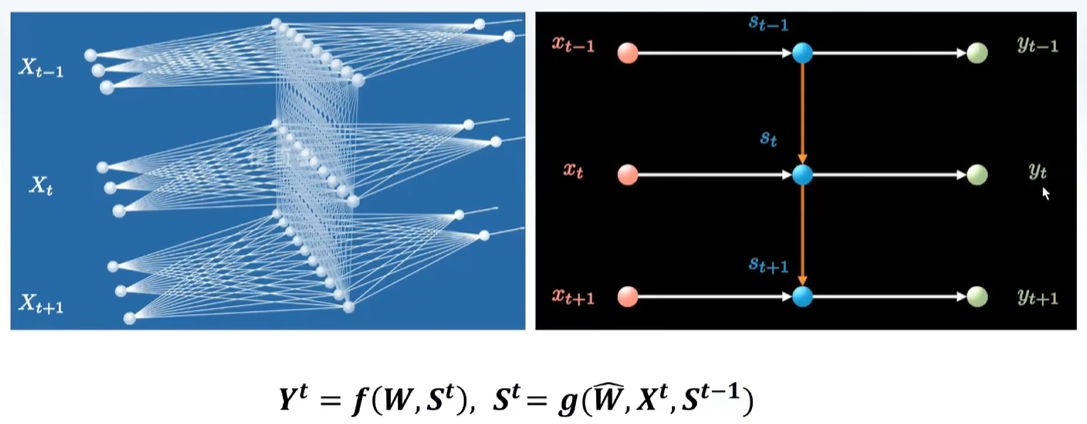 X_{t−1}
X_t
X_{t+1}
s_{t−1}
x_{t−1} y_{t−1}
s_t
x_t y_t
s_{t+1}
x_{t+1} y_{t+1}
Y^t = f(W, S^t), S^t = g(Ŵ, X^t, S^{t−1})